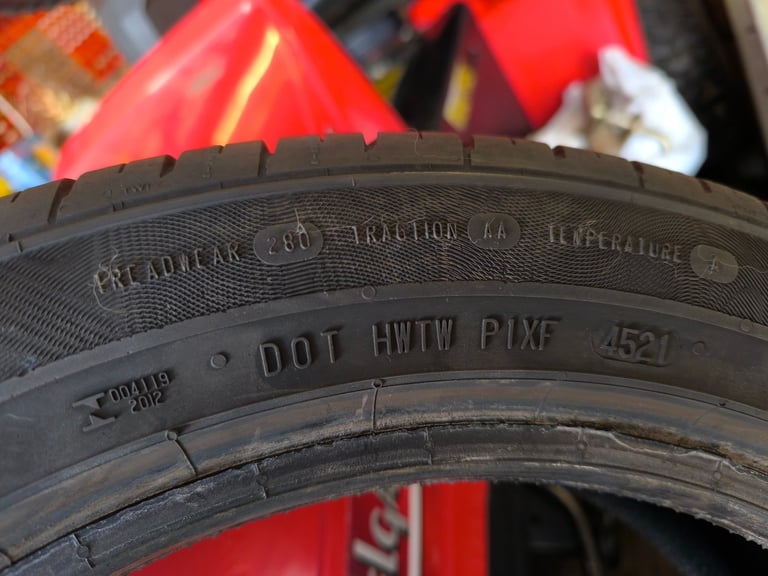 TREADWEAR 280 TRACTION AA TEMPERATURE A
DOT HWTW P1XF 4521
004119
2012